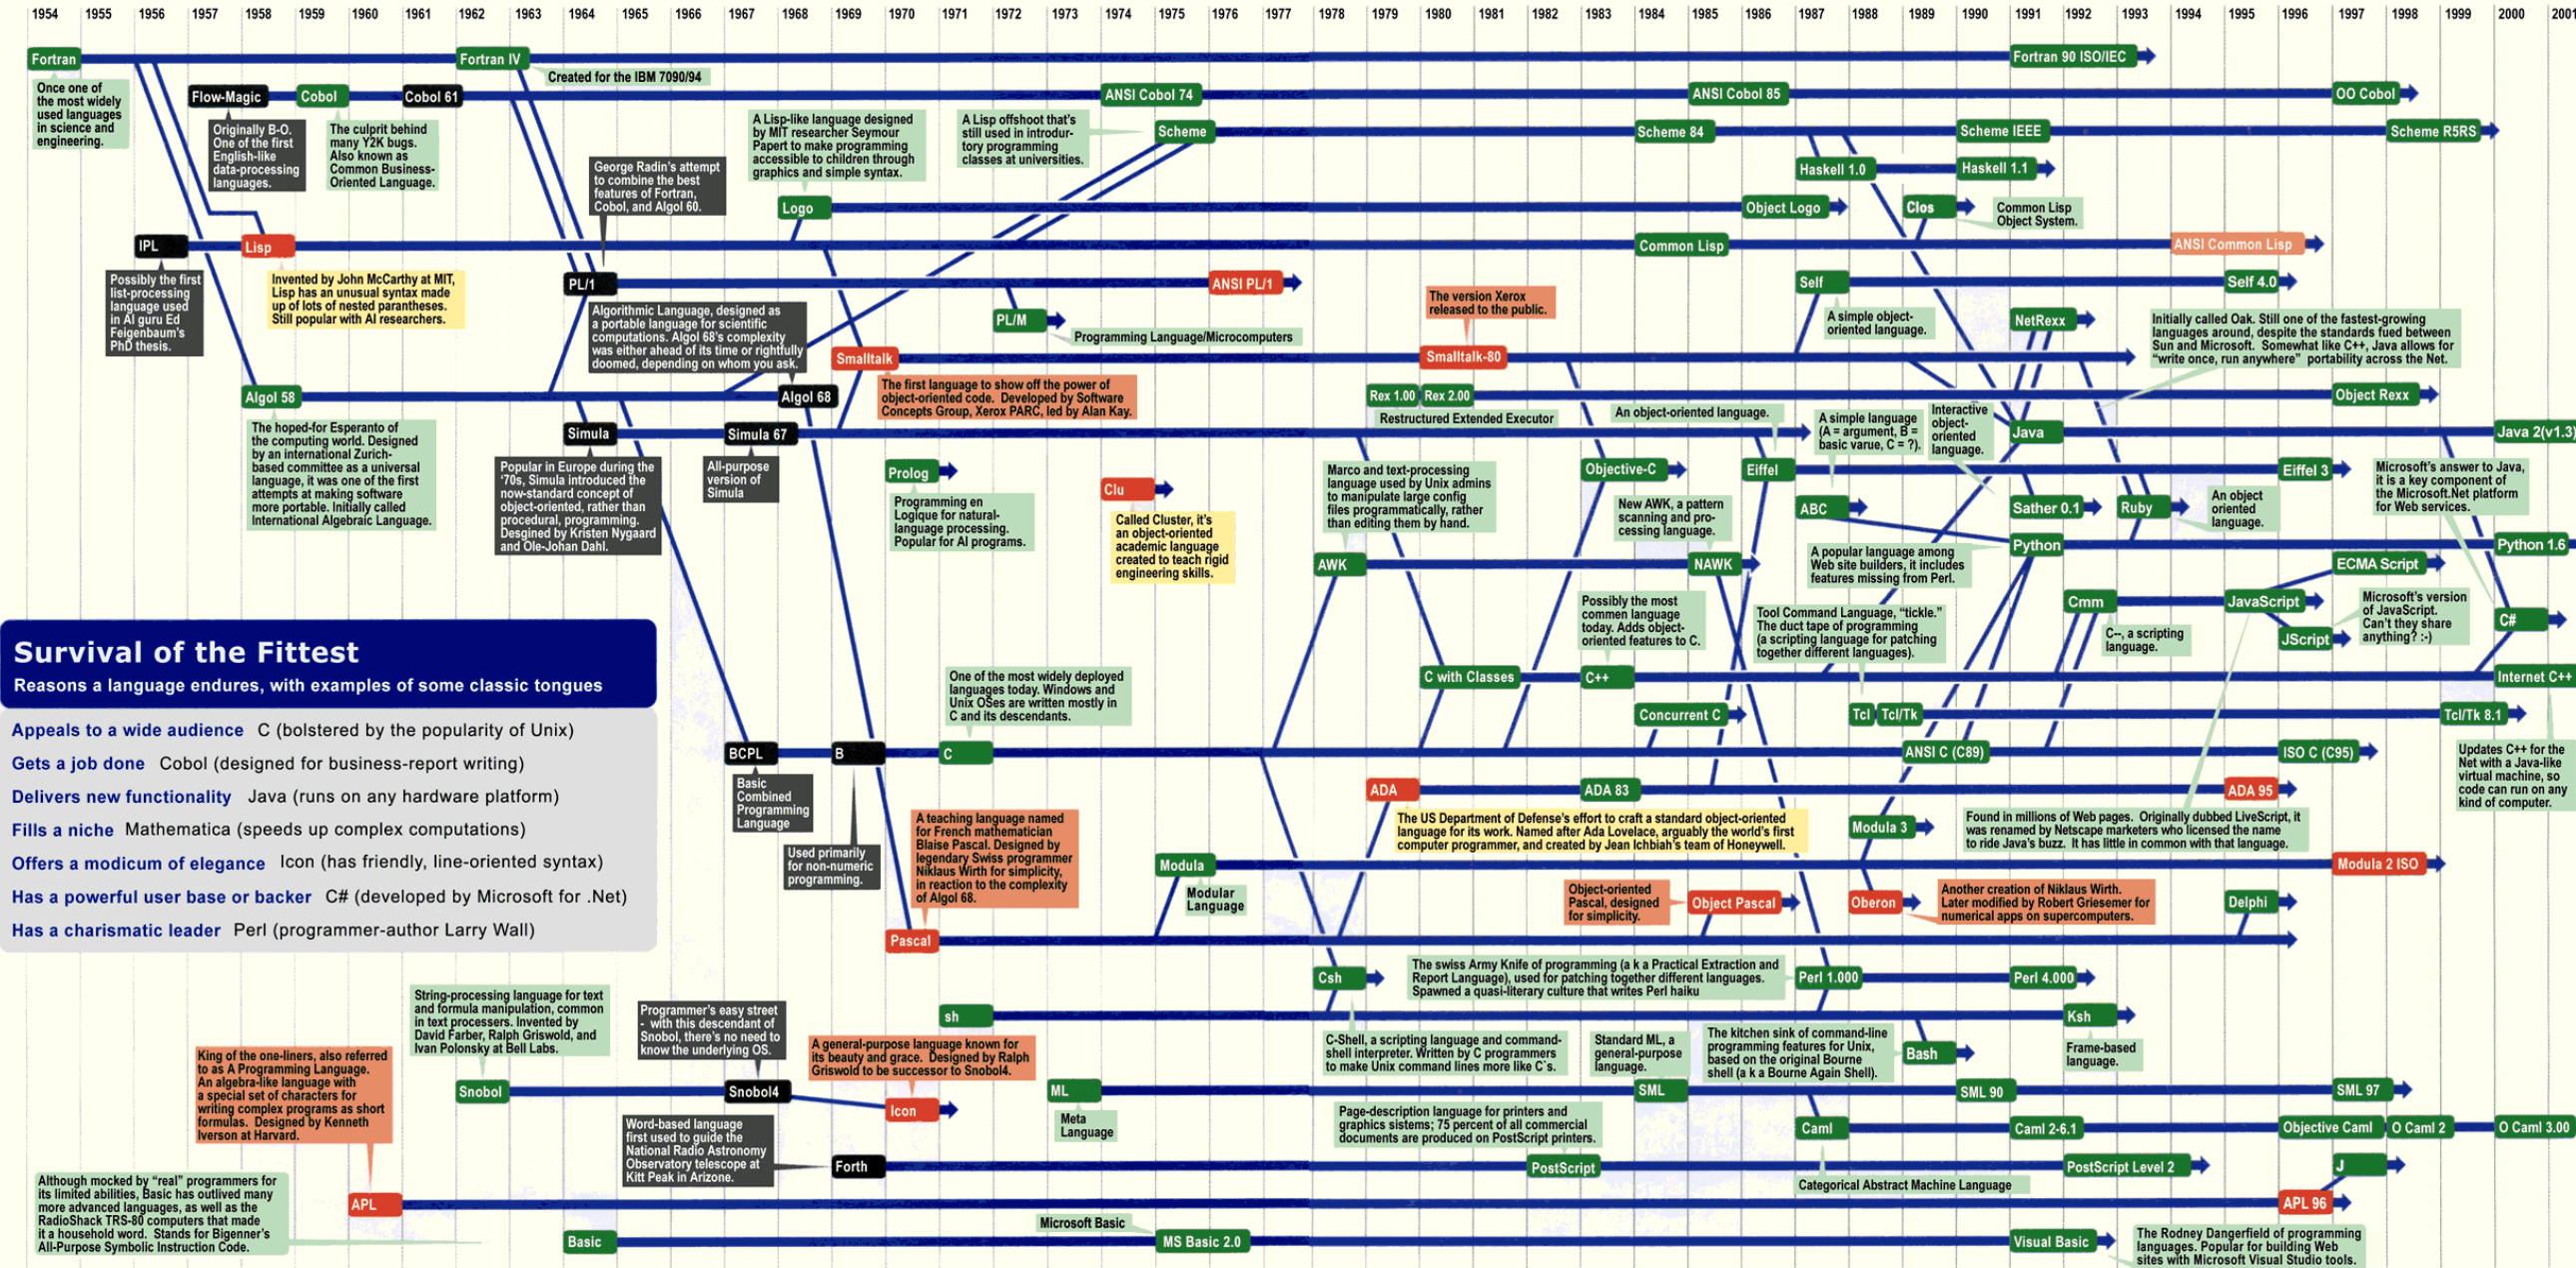 1954 1955 1956 1957 1958 1959 1960 1961 1962 1963 1964 1965 1966 1967 1968 1969 1970 1971 1972 1973 1974 1975 1976 1977 1978 1979 1980 1981 1982 1983 1984 1985 1986 1987 1988 1989 1990 1991 1992 1993 1994 1995 1996 1997 1998 1999 2000 2001
Fortran
Fortran IV
Fortran 90 ISO/IEC
Once one of
the most widely
used languages
in science and
engineering.
Created for the IBM 7090/94
Flow-Magic
Cobol
Cobol 61
ANSI Cobol 74
ANSI Cobol 85
OO Cobol
Originally B-O.
One of the first
English-like
data-processing
languages.
The culprit behind
many Y2K bugs.
Also known as
Common Business-
Oriented Language.
George Radin's attempt
to combine the best
features of Fortran,
Cobol, and Algol 60.
A Lisp-like language designed
by MIT researcher Seymour
Papert to make programming
accessible to children through
graphics and simple syntax.
A Lisp offshoot that's
still used in introdur-
tory programming
classes at universities.
Scheme
Scheme 84
Scheme IEEE
Scheme R5RS
Haskell 1.0
Haskell 1.1
Logo
Object Logo
Clos
Common Lisp
Object System.
IPL
Lisp
Common Lisp
ANSI Common Lisp
Possibly the first
list-processing
language used
in AI guru Ed
Feigenbaum's
PhD thesis.
Invented by John McCarthy at MIT,
Lisp has an unusual syntax made
up of lots of nested parantheses.
Still popular with AI researchers.
PL/1
ANSI PL/1
Self
Self 4.0
Algorithmic Language, designed as
a portable language for scientific
computations. Algol 68's complexity
was either ahead of its time or rightfully
doomed, depending on whom you ask.
PL/M
Programming Language/Microcomputers
The version Xerox
released to the public.
A simple object-
oriented language.
NetRexx
Initially called Oak. Still one of the fastest-growing
languages around, despite the standards fued between
Sun and Microsoft. Somewhat like C++, Java allows for
"write once, run anywhere" portability across the Net.
Smalltalk
Smalltalk-80
The first language to show off the power of
object-oriented code. Developed by Software
Concepts Group, Xerox PARC, led by Alan Kay.
Algol 58
Algol 68
Rex 1.00
Rex 2.00
Object Rexx
Restructured Extended Executor
The hoped-for Esperanto of
the computing world. Designed
by an international Zurich-
based committee as a universal
language, it was one of the first
attempts at making software
more portable. Initially called
International Algebraic Language.
An object-oriented language.
A simple language
(A = argument, B =
basic varue, C = ?).
Interactive
object-
oriented
language.
Simula
Simula 67
Java
Java 2(v1.3)
Popular in Europe during the
'70s, Simula introduced the
now-standard concept of
object-oriented, rather than
procedural, programming.
Desgined by Kristen Nygaard
and Ole-Johan Dahl.
All-purpose
version of
Simula
Prolog
Programming en
Logique for natural-
language processing.
Popular for AI programs.
Clu
Called Cluster, it's
an object-oriented
academic language
created to teach rigid
engineering skills.
Marco and text-processing
language used by Unix admins
to manipulate large config
files programmatically, rather
than editing them by hand.
Objective-C
Eiffel
Eiffel 3
New AWK, a pattern
scanning and pro-
cessing language.
ABC
Sather 0.1
Ruby
An object
oriented
language.
Microsoft's answer to Java,
it is a key component of
the Microsoft.Net platform
for Web services.
Python
Python 1.6
A popular language among
Web site builders, it includes
features missing from Perl.
AWK
NAWK
ECMA Script
Possibly the most
commen language
today. Adds object-
oriented features to C.
Tool Command Language, "tickle."
The duct tape of programming
(a scripting language for patching
together different languages).
Cmm
JavaScript
C--, a scripting
language.
JScript
Microsoft's version
of JavaScript.
Can't they share
anything? :-)
C#
Survival of the Fittest
Reasons a language endures, with examples of some classic tongues
Appeals to a wide audience C (bolstered by the popularity of Unix)
Gets a job done Cobol (designed for business-report writing)
Delivers new functionality Java (runs on any hardware platform)
Fills a niche Mathematica (speeds up complex computations)
Offers a modicum of elegance Icon (has friendly, line-oriented syntax)
Has a powerful user base or backer C# (developed by Microsoft for .Net)
Has a charismatic leader Perl (programmer-author Larry Wall)
One of the most widely deployed
languages today. Windows and
Unix OSes are written mostly in
C and its descendants.
C with Classes
C++
Internet C++
Concurrent C
Tcl
Tcl/Tk
Tcl/Tk 8.1
BCPL
B
C
ANSI C (C89)
ISO C (C95)
Basic
Combined
Programming
Language
Updates C++ for the
Net with a Java-like
virtual machine, so
code can run on any
kind of computer.
ADA
ADA 83
ADA 95
The US Department of Defense's effort to craft a standard object-oriented
language for its work. Named after Ada Lovelace, arguably the world's first
computer programmer, and created by Jean Ichbiah's team of Honeywell.
Used primarily
for non-numeric
programming.
A teaching language named
for French mathematician
Blaise Pascal. Designed by
legendary Swiss programmer
Niklaus Wirth for simplicity,
in reaction to the complexity
of Algol 68.
Modula 3
Found in millions of Web pages. Originally dubbed LiveScript, it
was renamed by Netscape marketers who licensed the name
to ride Java's buzz. It has little in common with that language.
Modula
Modula 2 ISO
Modular
Language
Object-oriented
Pascal, designed
for simplicity.
Object Pascal
Oberon
Another creation of Niklaus Wirth.
Later modified by Robert Griesemer for
numerical apps on supercomputers.
Delphi
Pascal
Csh
The swiss Army Knife of programming (a k a Practical Extraction and
Report Language), used for patching together different languages.
Spawned a quasi-literary culture that writes Perl haiku
Perl 1.000
Perl 4.000
String-processing language for text
and formula manipulation, common
in text processers. Invented by
David Farber, Ralph Griswold, and
Ivan Polonsky at Bell Labs.
Programmer's easy street
- with this descendant of
Snobol, there's no need to
know the underlying OS.
sh
Ksh
King of the one-liners, also referred
to as A Programming Language.
An algebra-like language with
a special set of characters for
writing complex programs as short
formulas. Designed by Kenneth
Iverson at Harvard.
A general-purpose language known for
its beauty and grace. Designed by Ralph
Griswold to be successor to Snobol4.
C-Shell, a scripting language and command-
shell interpreter. Written by C programmers
to make Unix command lines more like C`s.
Standard ML, a
general-purpose
language.
The kitchen sink of command-line
programming features for Unix,
based on the original Bourne
shell (a k a Bourne Again Shell).
Bash
Frame-based
language.
Snobol
Snobol4
Icon
ML
SML
SML 90
SML 97
Meta
Language
Word-based language
first used to guide the
National Radio Astronomy
Observatory telescope at
Kitt Peak in Arizone.
Page-description language for printers and
graphics sistems; 75 percent of all commercial
documents are produced on PostScript printers.
Caml
Caml 2-6.1
Objective Caml
O Caml 2
O Caml 3.00
Forth
PostScript
PostScript Level 2
J
Categorical Abstract Machine Language
Although mocked by "real" programmers for
its limited abilities, Basic has outlived many
more advanced languages, as well as the
RadioShack TRS-80 computers that made
it a household word. Stands for Bigenner's
All-Purpose Symbolic Instruction Code.
APL
APL 96
Microsoft Basic
Basic
MS Basic 2.0
Visual Basic
The Rodney Dangerfield of programming
languages. Popular for building Web
sites with Microsoft Visual Studio tools.